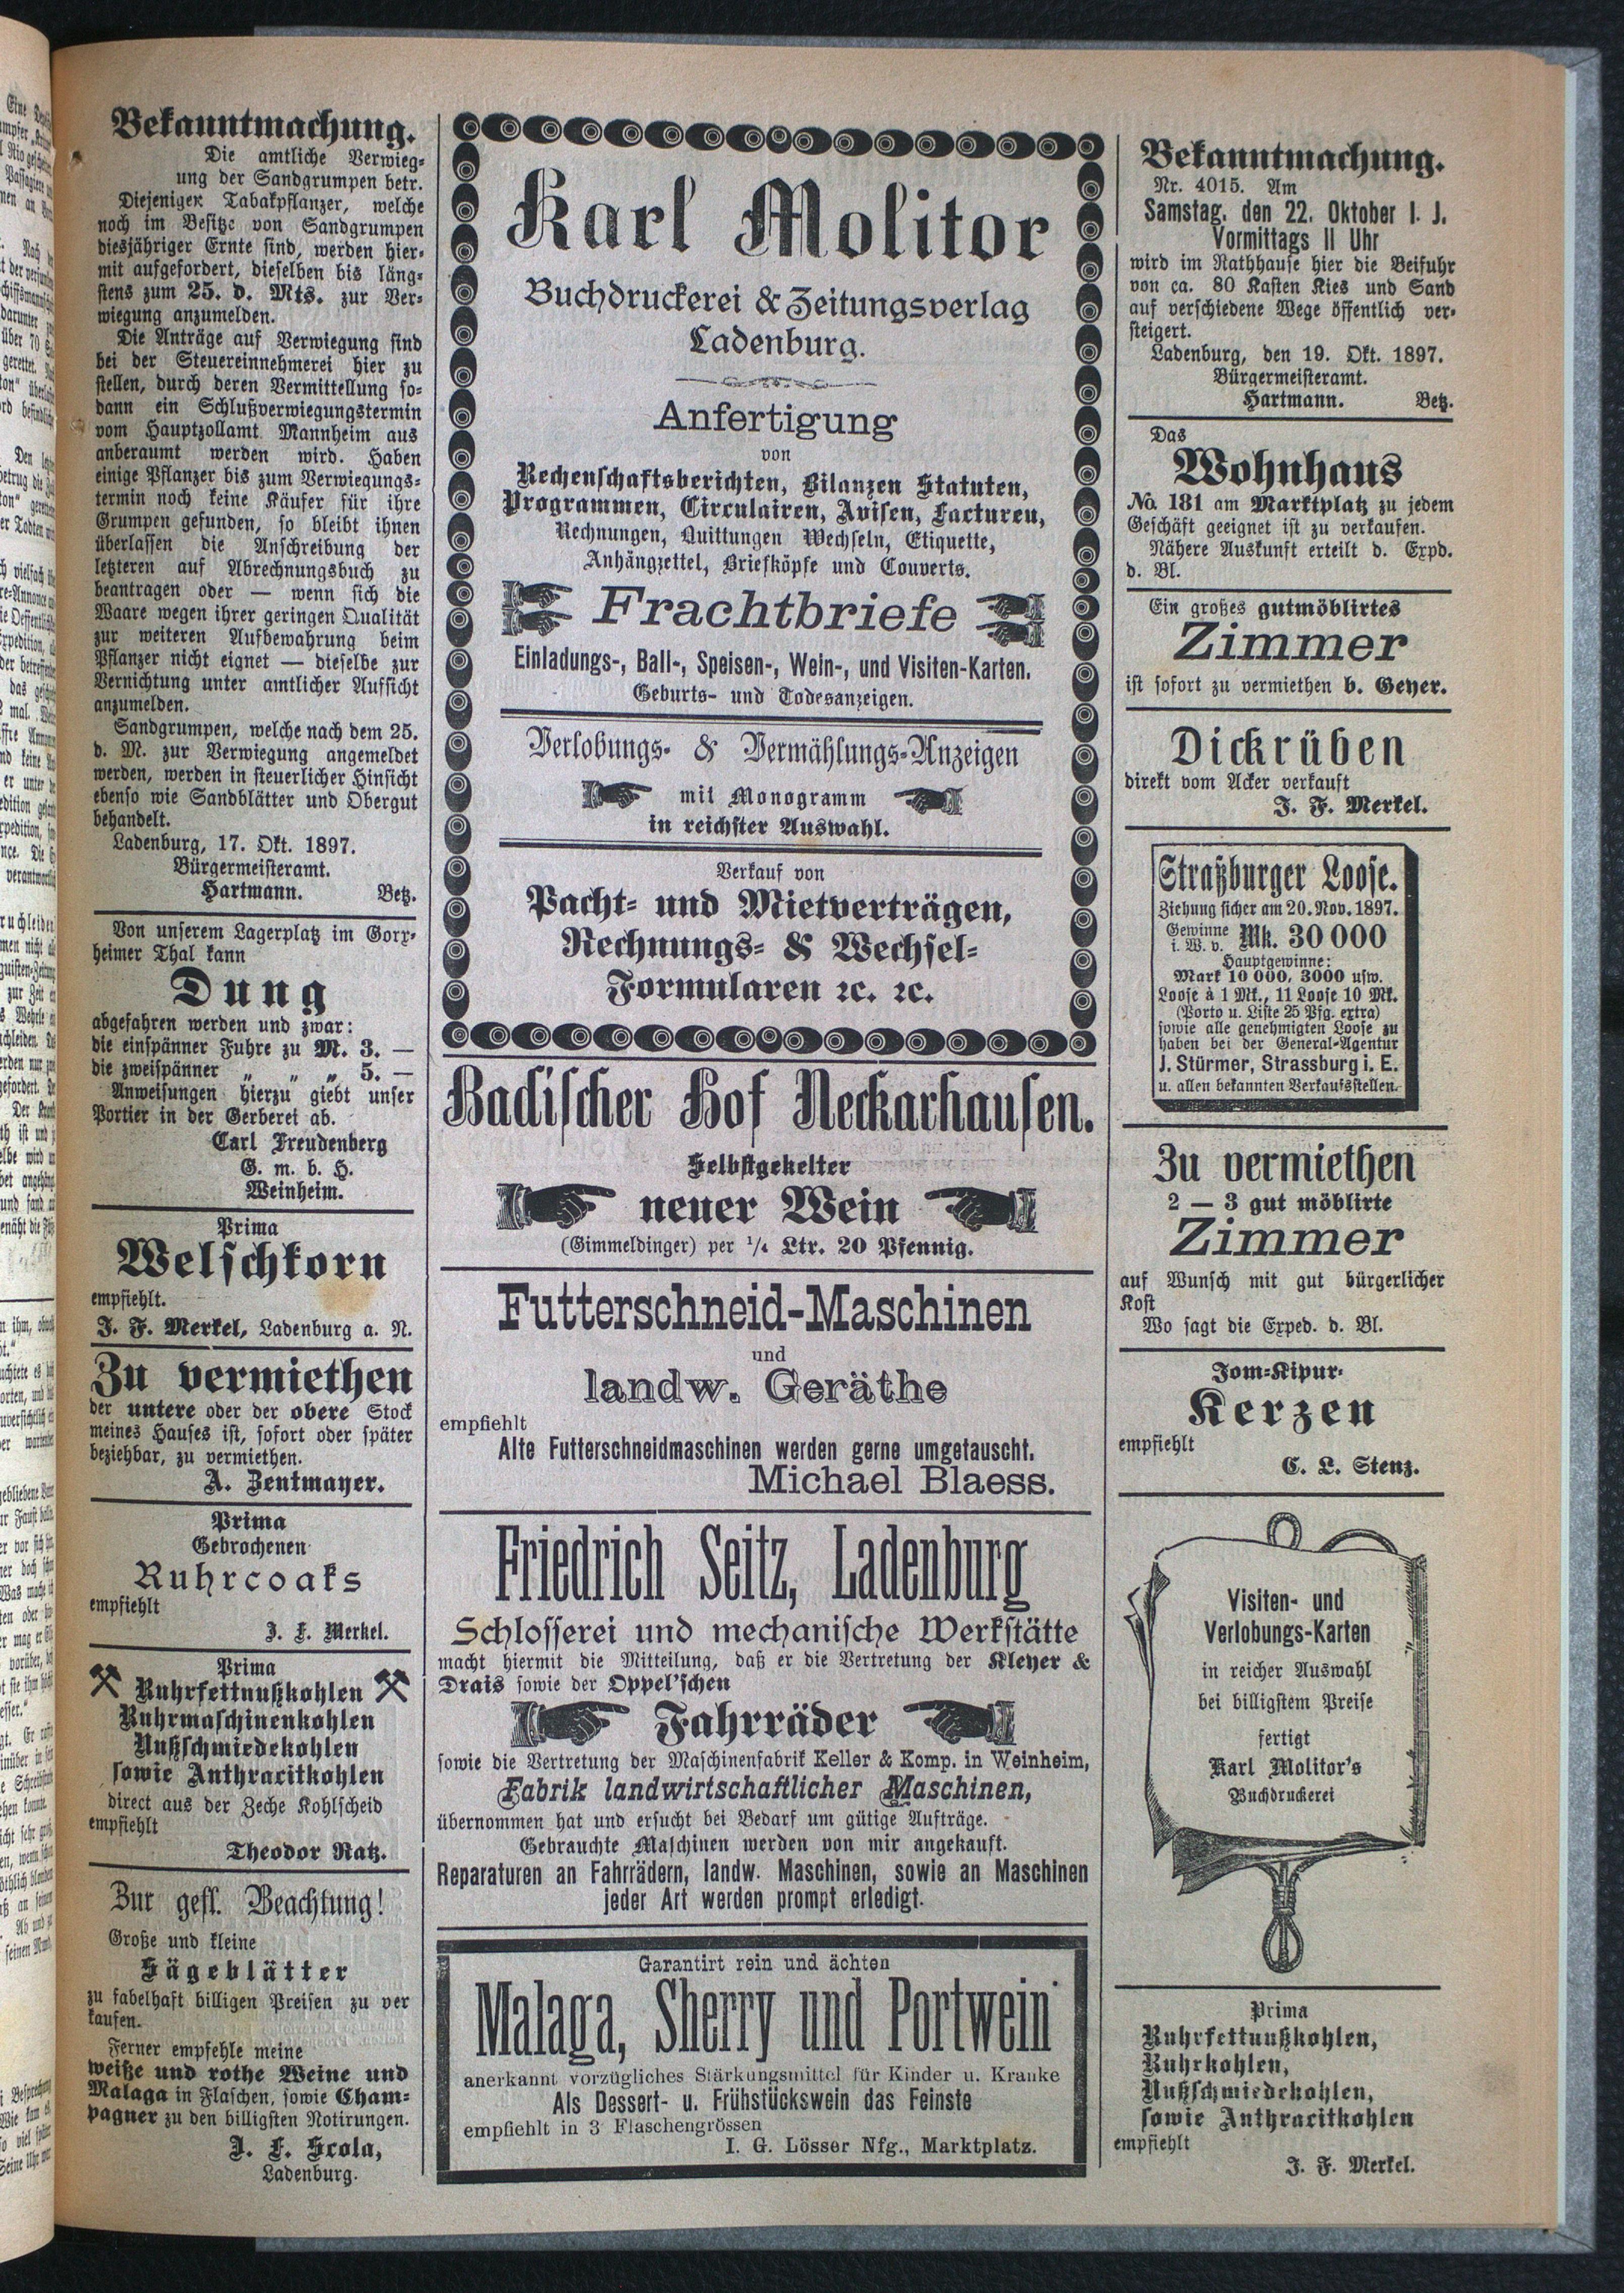 Bekanntmachung.
Die amtliche Verwieg-
ung der Sandgrumpen betr.
Diejenigen Tabakpflanzer, welche
noch im Besitze von Sandgrumpen
diesjähriger Ernte sind, werden hier-
mit aufgefordert, dieselben bis läng-
stens zum 25. d. Mts. zur Ver-
wiegung anzumelden.
Die Anträge auf Verwiegung sind
bei der Steuereinnehmerei hier zu
stellen, durch deren Vermittellung so-
dann ein Schlußverwiegungstermin
vom Hauptzollamt Mannheim aus
anberaumt werden wird. Haben
einige Pflanzer bis zum Verwiegungs-
termin noch keine Käufer für ihre
Grumpen gefunden, so bleibt ihnen
überlassen die Anschreibung der
letzteren auf Abrechnungsbuch zu
beantragen oder — wenn sich die
Waare wegen ihrer geringen Qualität
zur weiteren Aufbewahrung beim
Pflanzer nicht eignet — dieselbe zur
Vernichtung unter amtlicher Aufsicht
anzumelden.
Sandgrumpen, welche nach dem 25.
d. M. zur Verwiegung angemeldet
werden, werden in steuerlicher Hinsicht
ebenso wie Sandblätter und Obergut
behandelt.
Ladenburg, 17. Okt. 1897.
Bürgermeisteramt.
Hartmann. Betz.
Von unserem Lagerplatz im Gorx-
heimer Thal kann
Dung
abgefahren werden und zwar:
die einspänner Fuhre zu M. 3. —
die zweispänner „ „ „ 5. —
Anweisungen hierzu giebt unser
Portier in der Gerberei ab.
Carl Freudenberg
G. m. b. H.
Weinheim.
Prima
Welschkorn
empfiehlt.
J. F. Merkel, Ladenburg a. N.
Zu vermiethen
der untere oder der obere Stock
meines Hauses ist, sofort oder später
beziehbar, zu vermiethen.
A. Zentmayer.
Prima
Gebrochenen
Ruhrcoaks
empfiehlt
J. F. Merkel.
Prima
Ruhrfettnußkohlen
Ruhrmaschinenkohlen
Nußschmiedekohlen
sowie Anthracitkohlen
direct aus der Zeche Kohlscheid
empfiehlt
Theodor Ratz.
Zur gefl. Beachtung!
Große und kleine
Sägeblätter
zu fabelhaft billigen Preisen zu ver
kaufen.
Ferner empfehle meine
weiße und rothe Weine und
Malaga in Flaschen, sowie Cham-
pagner zu den billigsten Notirungen.
J. F. Scola,
Ladenburg.
Karl Molitor
Buchdruckerei & Zeitungsverlag
Ladenburg.
Anfertigung
von
Rechenschaftsberichten, Bilanzen Statuten,
Programmen, Circulairen, Avisen, Facturen,
Rechnungen, Quittungen Wechseln, Etiquette,
Anhängzettel, Briefköpfe und Couverts.
Frachtbriefe
Einladungs-, Ball-, Speisen-, Wein-, und Visiten-Karten.
Geburts- und Todesanzeigen.
Verlobungs- & Vermählungs-Anzeigen
mit Monogramm
in reichster Auswahl.
Verkauf von
Pacht- und Mietverträgen,
Rechnungs- & Wechsel-
Formularen ꝛc. ꝛc.
Badischer Hof Neckarhausen.
Selbstgekelter
neuer Wein
(Gimmeldinger) per 1/4 Ltr. 20 Pfennig.
Futterschneid-Maschinen
und
landw. Geräthe
empfiehlt
Alte Futterschneidmaschinen werden gerne umgetauscht.
Michael Blaess.
Friedrich Seitz, Ladenburg
Schlosserei und mechanische Werkstätte
macht hiermit die Mitteilung, daß er die Vertretung der Kleyer &
Drais sowie der Oppel'schen
Fahrräder
sowie die Vertretung der Maschinenfabrik Keller & Komp. in Weinheim,
Fabrik landwirtschaftlicher Maschinen,
übernommen hat und ersucht bei Bedarf um gütige Aufträge.
Gebrauchte Maschinen werden von mir angekauft.
Reparaturen an Fahrrädern, landw. Maschinen, sowie an Maschinen
jeder Art werden prompt erledigt.
Garantirt rein und ächten
Malaga, Sherry und Portwein
anerkannt vorzügliches Stärkungsmittel für Kinder u. Kranke
Als Dessert- u. Frühstückswein das Feinste
empfiehlt in 3 Flaschengrössen
I. G. Lösser Nfg., Marktplatz.
Bekanntmachung.
Nr. 4015. Am
Samstag, den 22. Oktober l. J.
Vormittags 11 Uhr
wird im Rathhause hier die Beifuhr
von ca. 80 Kasten Kies und Sand
auf verschiedene Wege öffentlich ver-
steigert.
Ladenburg, den 19. Okt. 1897.
Bürgermeisteramt.
Hartmann. Betz.
Das
Wohnhaus
No. 181 am Marktplatz zu jedem
Geschäft geeignet ist zu verkaufen.
Nähere Auskunft erteilt d. Expd.
d. Bl.
Ein großes gutmöblirtes
Zimmer
ist sofort zu vermiethen b. Geyer.
Dickrüben
direkt vom Acker verkauft
J. F. Merkel.
Straßburger Loose.
Ziehung sicher am 20. Nov. 1897.
Gewinne
i. W. v. Mk. 30 000
Hauptgewinne:
Mark 10 000, 3000 usw.
Loose à 1 Mk., 11 Loose 10 Mk.
(Porto u. Liste 25 Pfg. extra)
sowie alle genehmigten Loose zu
haben bei der General-Agentur
J. Stürmer, Strassburg i. E.
u. allen bekannten Verkaufsstellen.
Zu vermiethen
2 — 3 gut möblirte
Zimmer
auf Wunsch mit gut bürgerlicher
Kost
Wo sagt die Exped. d. Bl.
Jom-Kipur-
Kerzen
empfiehlt
C. L. Stenz.
Visiten- und
Verlobungs-Karten
in reicher Auswahl
bei billigstem Preise
fertigt
Karl Molitor's
Buchdruckerei
Prima
Ruhrfettnußkohlen,
Ruhrkohlen,
Nußschmiedekohlen,
sowie Anthracitkohlen
empfiehlt
J. F. Merkel.